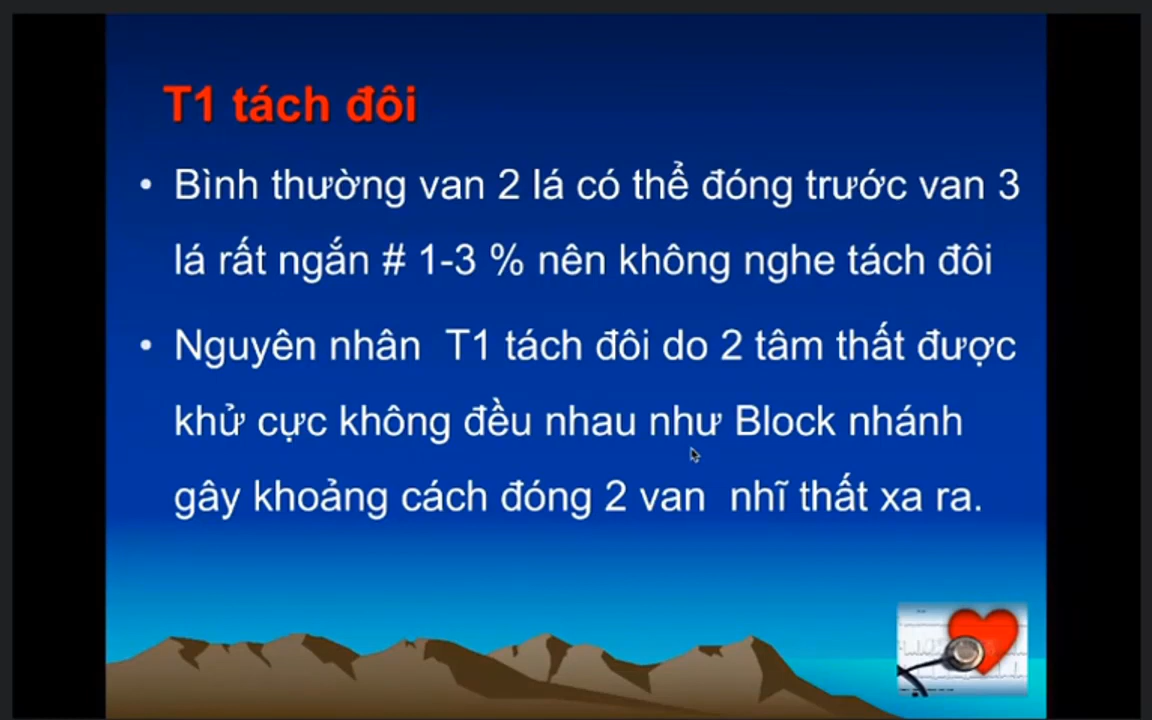 T1 tách đôi
• Bình thường van 2 lá có thể đóng trước van 3
lá rất ngắn # 1-3 % nên không nghe tách đôi
• Nguyên nhân T1 tách đôi do 2 tâm thất được
khử cực không đều nhau như Block nhánh
gây khoảng cách đóng 2 van nhĩ thất xa ra.